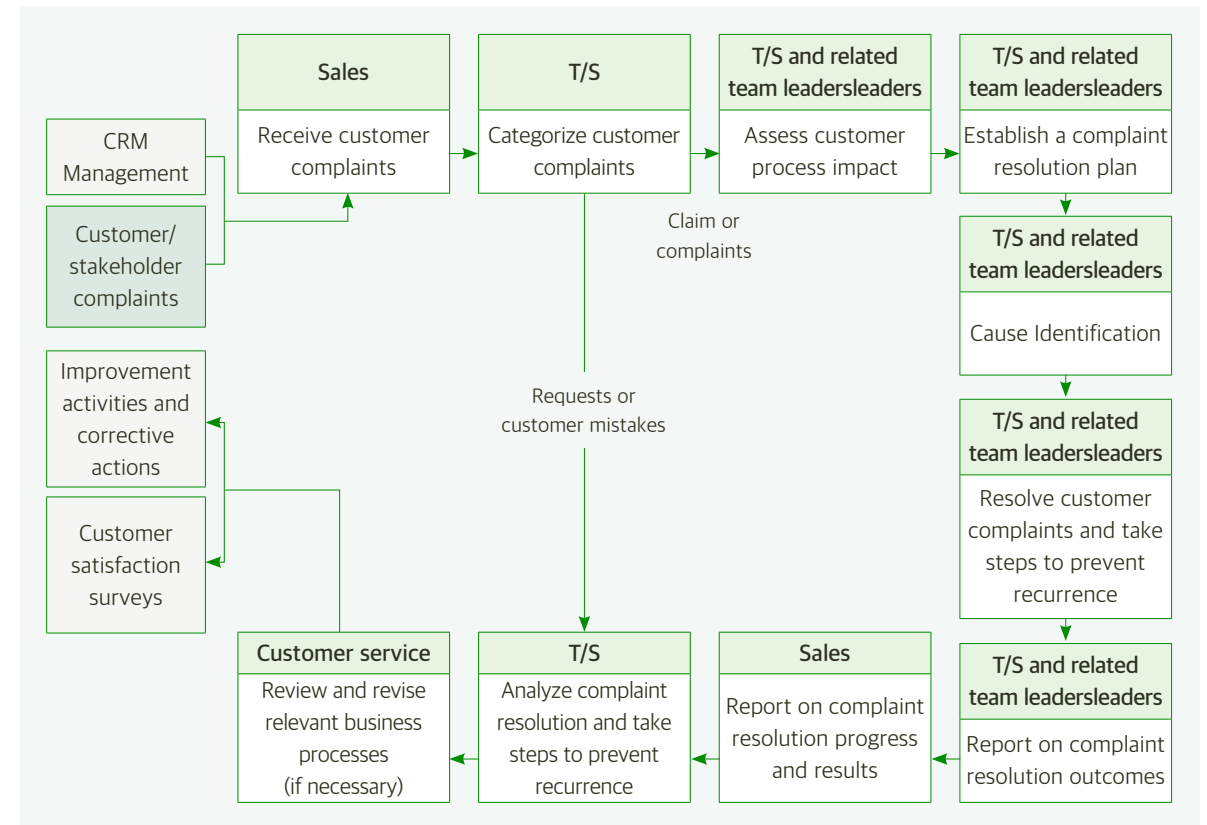 CRM
Management
Customer/
stakeholder
complaints
Sales
Receive customer
complaints
T/S
Categorize customer
complaints
T/S and related
team leadersleaders
Assess customer
process impact
T/S and related
team leadersleaders
Establish a complaint
resolution plan
Claim or
complaints
T/S and related
team leadersleaders
Cause Identification
Requests or
customer mistakes
T/S and related
team leadersleaders
Resolve customer
complaints and take
steps to prevent
recurrence
T/S and related
team leadersleaders
Report on complaint
resolution outcomes
Sales
Report on complaint
resolution progress
and results
T/S
Analyze complaint
resolution and take
steps to prevent
recurrence
Customer service
Review and revise
relevant business
processes
(if necessary)
Improvement
activities and
corrective
actions
Customer
satisfaction
surveys